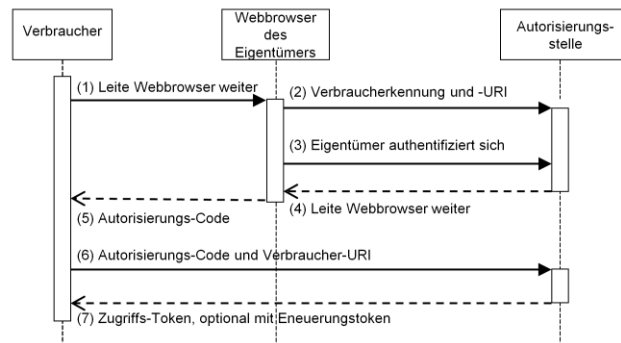 Verbraucher
Webbrowser
des
Eigentümers
Autorisierungs-
stelle
(1) Leite Webbrowser weiter
(2) Verbraucherkennung und -URI
(3) Eigentümer authentifiziert sich
(4) Leite Webbrowser weiter
(5) Autorisierungs-Code
(6) Autorisierungs-Code und Verbraucher-URI
(7) Zugriffs-Token, optional mit Eneuerungstoken